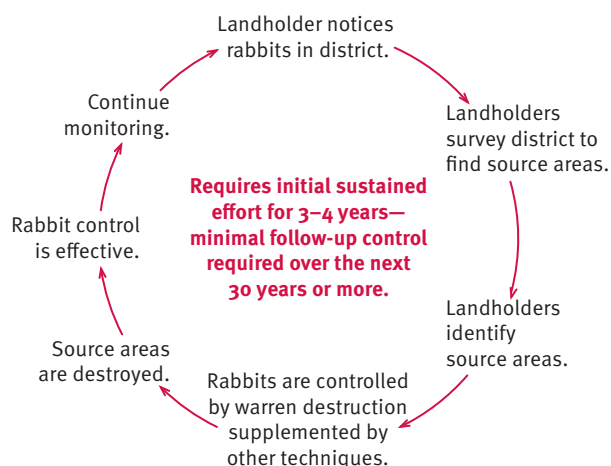 Landholder notices
rabbits in district.
Landholders
survey district to
find source areas.
Landholders
identify
source areas.
Rabbits are controlled
by warren destruction
supplemented by
other techniques.
Source areas
are destroyed.
Rabbit control
is effective.
Continue
monitoring.
Requires initial sustained
effort for 3–4 years—
minimal follow-up control
required over the next
30 years or more.